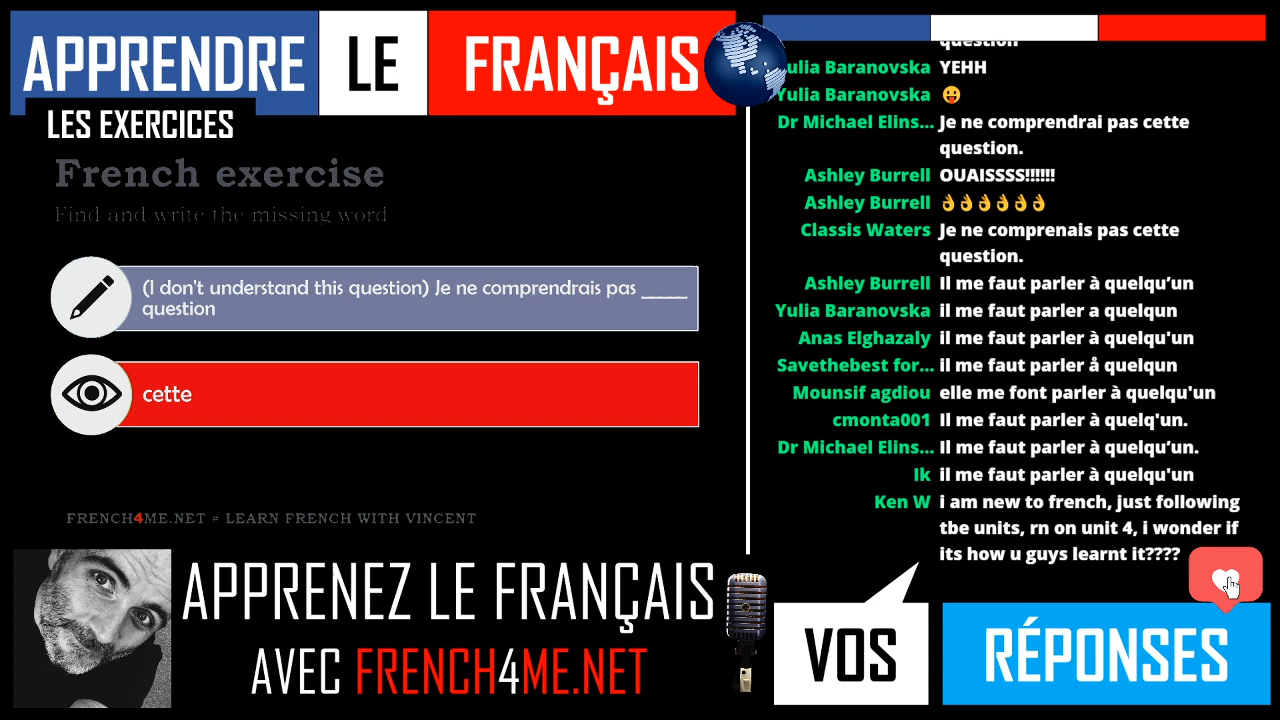 APPRENDRE LE FRANÇAIS
LES EXERCICES
French exercise
Find and write the missing word
(I don't understand this question) Je ne comprendrais pas _____
question
cette
FRENCH4ME.NET = LEARN FRENCH WITH VINCENT
APPRENEZ LE FRANÇAIS
AVEC FRENCH4ME.NET
question
Yulia Baranovska YEHH
Yulia Baranovska 😛
Dr Michael Elins... Je ne comprendrai pas cette
question.
Ashley Burrell OUAISSSS!!!!!!
Ashley Burrell 👌👌👌👌👌👌
Classis Waters Je ne comprenais pas cette
question.
Ashley Burrell Il me faut parler à quelqu’un
Yulia Baranovska il me faut parler a quelqun
Anas Elghazaly il me faut parler à quelqu'un
Savethebest for... il me faut parler å quelqun
Mounsif agdiou elle me font parler à quequ'un
cmonta001 Il me faut parler à quelq'un.
Dr Michael Elins... Il me faut parler à quelqu’un.
Ik il me faut parler à quelqu'un
Ken W i am new to french, just following
tbe units, rn on unit 4, i wonder if
its how u guys learnt it????
VOS RÉPONSES